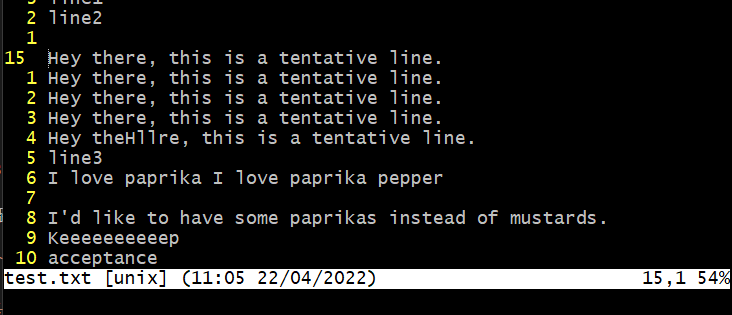 3 line1
2 line2
1
15 Hey there, this is a tentative line.
1 Hey there, this is a tentative line.
2 Hey there, this is a tentative line.
3 Hey there, this is a tentative line.
4 Hey theHllre, this is a tentative line.
5 line3
6 I love paprika I love paprika pepper
7
8 I'd like to have some paprikas instead of mustards.
9 Keeeeeeeeeep
10 acceptance
test.txt [unix] (11:05 22/04/2022) 15,1 54%